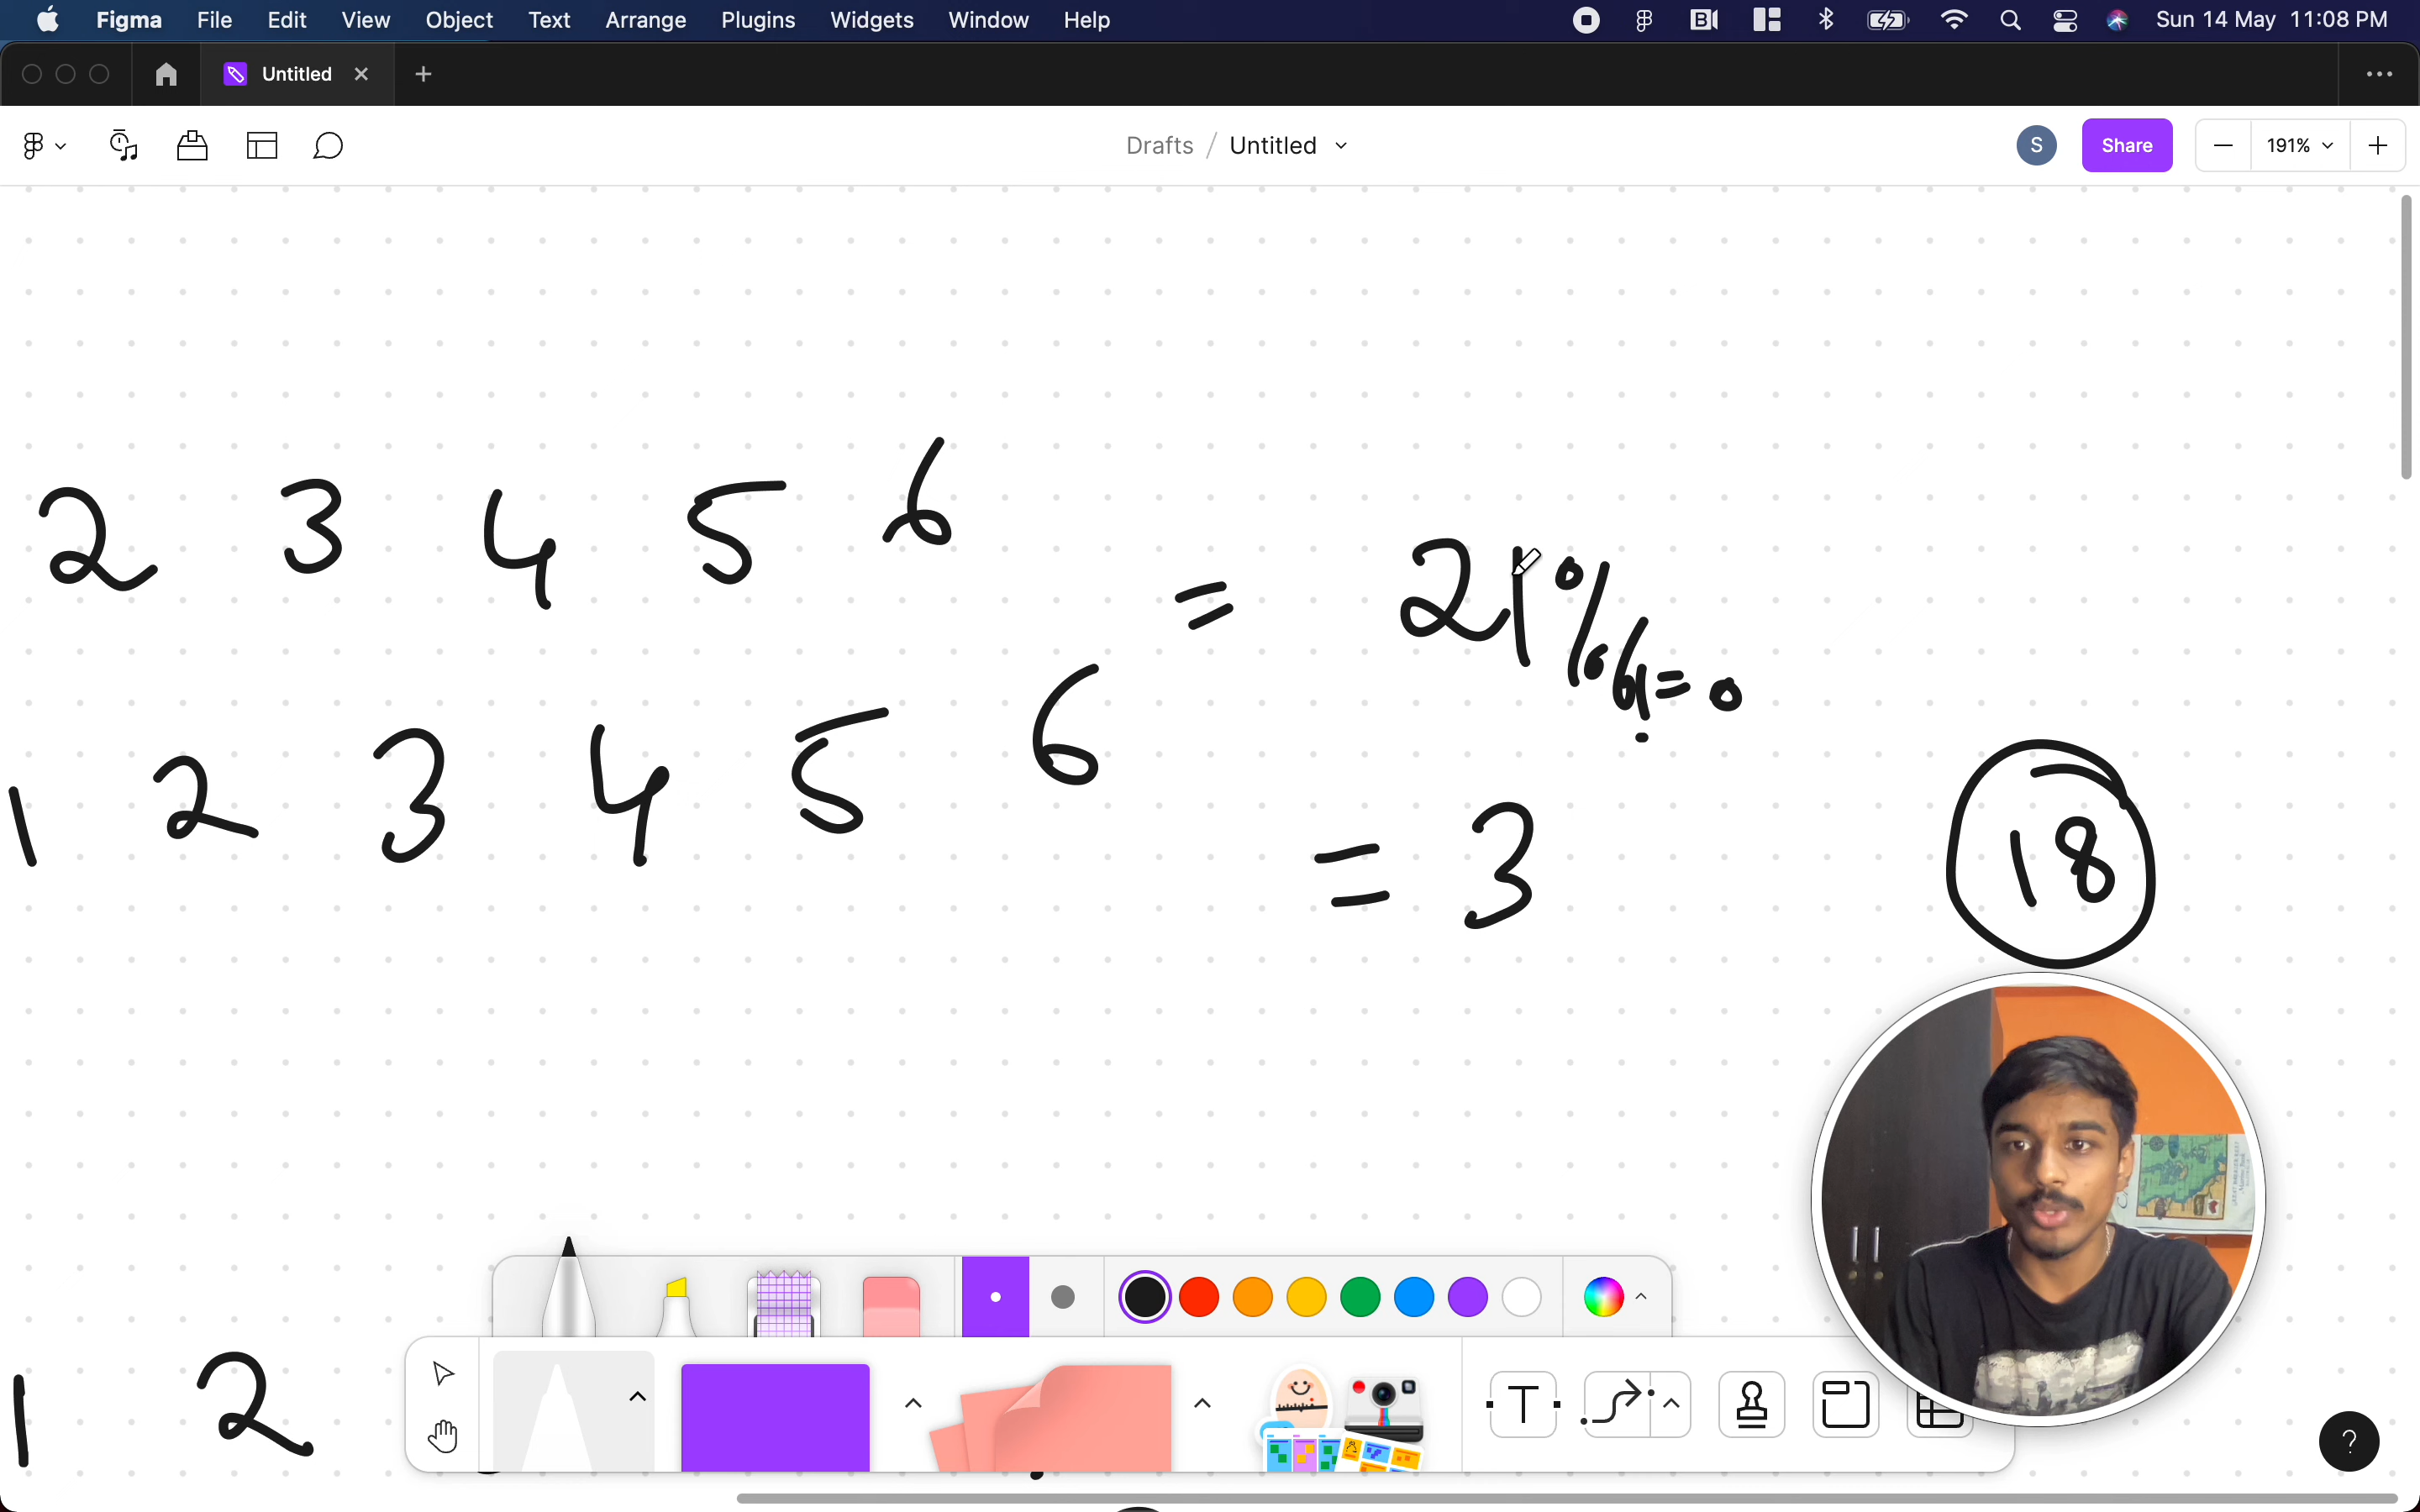 Figma File Edit View Object Text Arrange Plugins Widgets Window Help Sun 14 May 11:08 PM
Untitled
Drafts / Untitled
S Share 191%
2 3 4 5 6 = 21 %
= 0
1 2 3 4 5 6 = 3
18
1 2
T
?